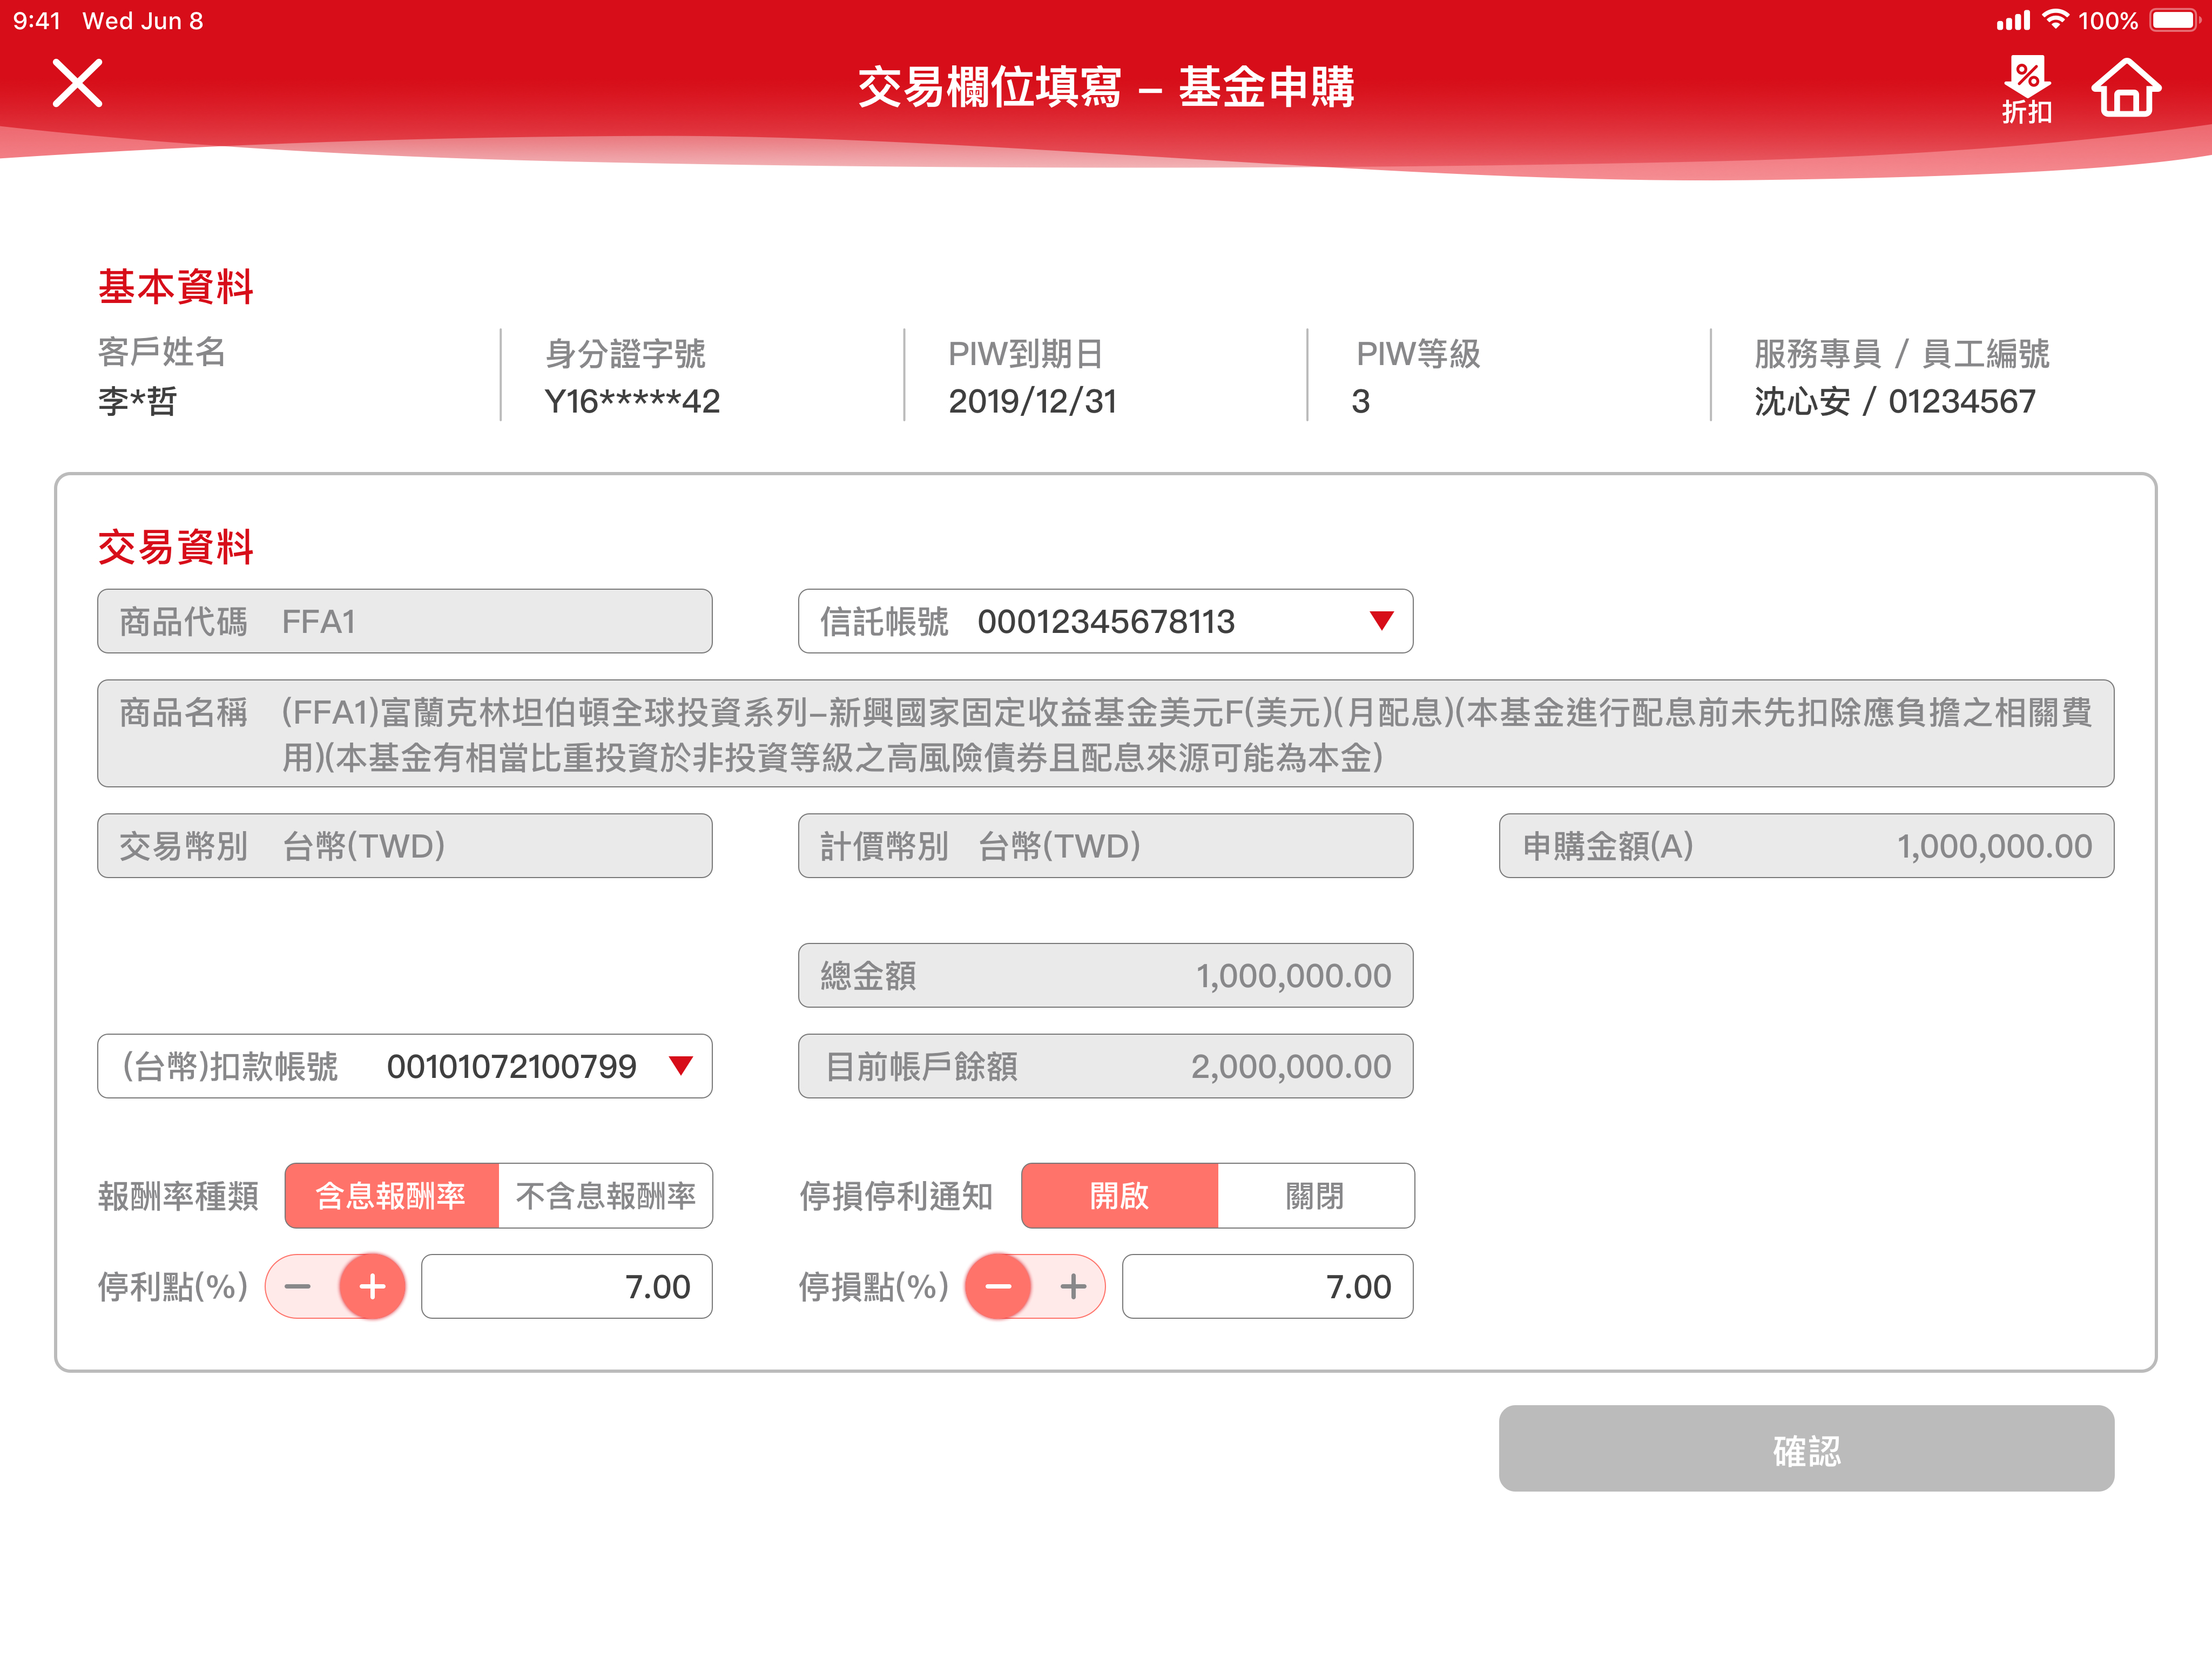 9:41 Wed Jun 8 100%
交易欄位填寫 – 基金申購
%
折扣
基本資料
客戶姓名 身分證字號 PIW到期日 PIW等級 服務專員 / 員工編號
李*哲 Y16*****42 2019/12/31 3 沈心安 / 01234567
交易資料
商品代碼 FFA1 信託帳號 00012345678113
商品名稱 (FFA1)富蘭克林坦伯頓全球投資系列–新興國家固定收益基金美元F(美元)(月配息)(本基金進行配息前未先扣除應負擔之相關費
用)(本基金有相當比重投資於非投資等級之高風險債券且配息來源可能為本金)
交易幣別 台幣(TWD) 計價幣別 台幣(TWD) 申購金額(A) 1,000,000.00
總金額 1,000,000.00
(台幣)扣款帳號 00101072100799 目前帳戶餘額 2,000,000.00
報酬率種類 含息報酬率 不含息報酬率 停損停利通知 開啟 關閉
停利點(%) − + 7.00 停損點(%) − + 7.00
確認